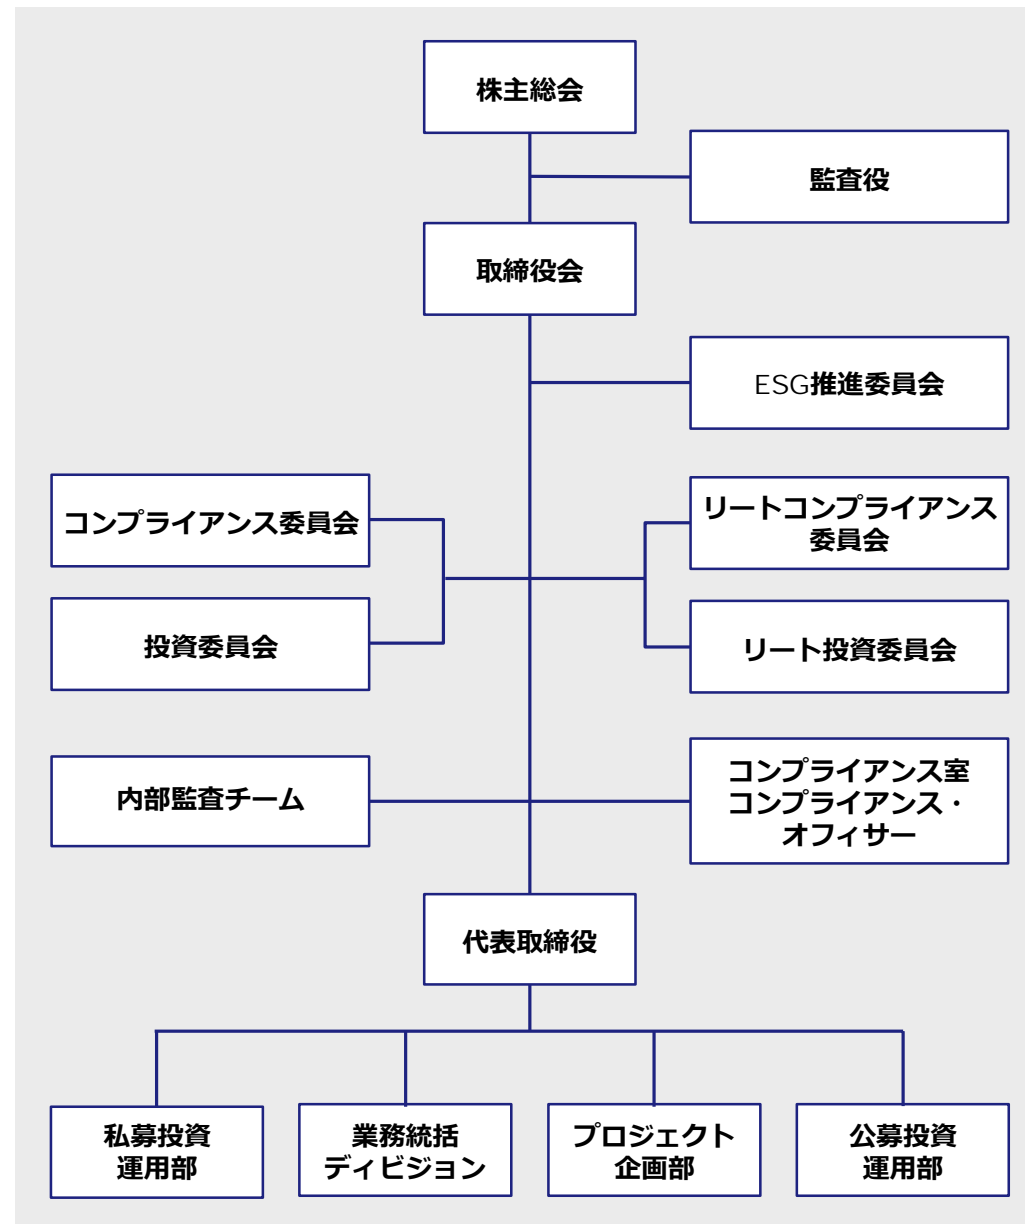 株主総会
監査役
取締役会
ESG推進委員会
コンプライアンス委員会
リートコンプライアンス
委員会
投資委員会
リート投資委員会
内部監査チーム
コンプライアンス室
コンプライアンス・
オフィサー
代表取締役
私募投資
運用部
業務統括
ディビジョン
プロジェクト
企画部
公募投資
運用部